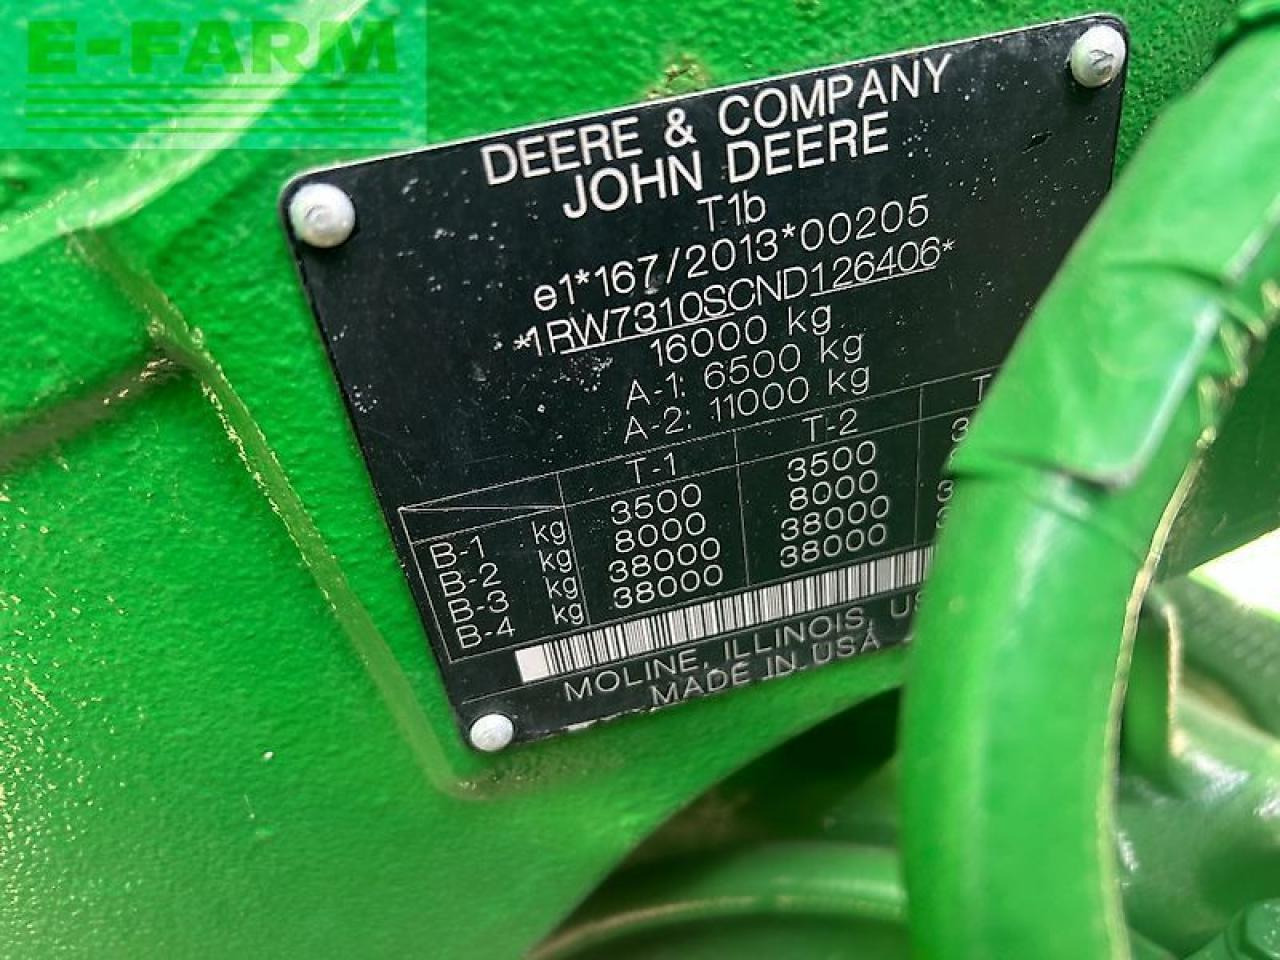 E-FARM
DEERE & COMPANY
JOHN DEERE
T1b
e1*167/2013*00205
*1RW7310SCND126406*
16000 kg
A-1: 6500 kg
A-2: 11000 kg
T-1 T-2 T
B-1 kg 3500 3500 3
B-2 kg 8000 8000
B-3 kg 38000 38000 3
B-4 kg 38000 38000
MOLINE, ILLINOIS, US
MADE IN USA